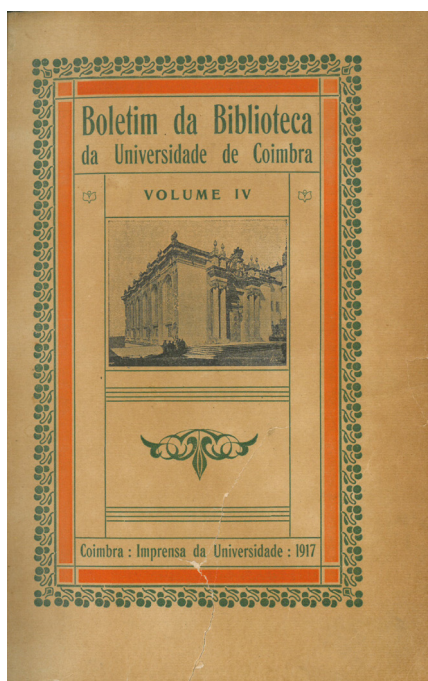 Boletim da Biblioteca
da Universidade de Coimbra
VOLUME IV
Coimbra : Imprensa da Universidade : 1917